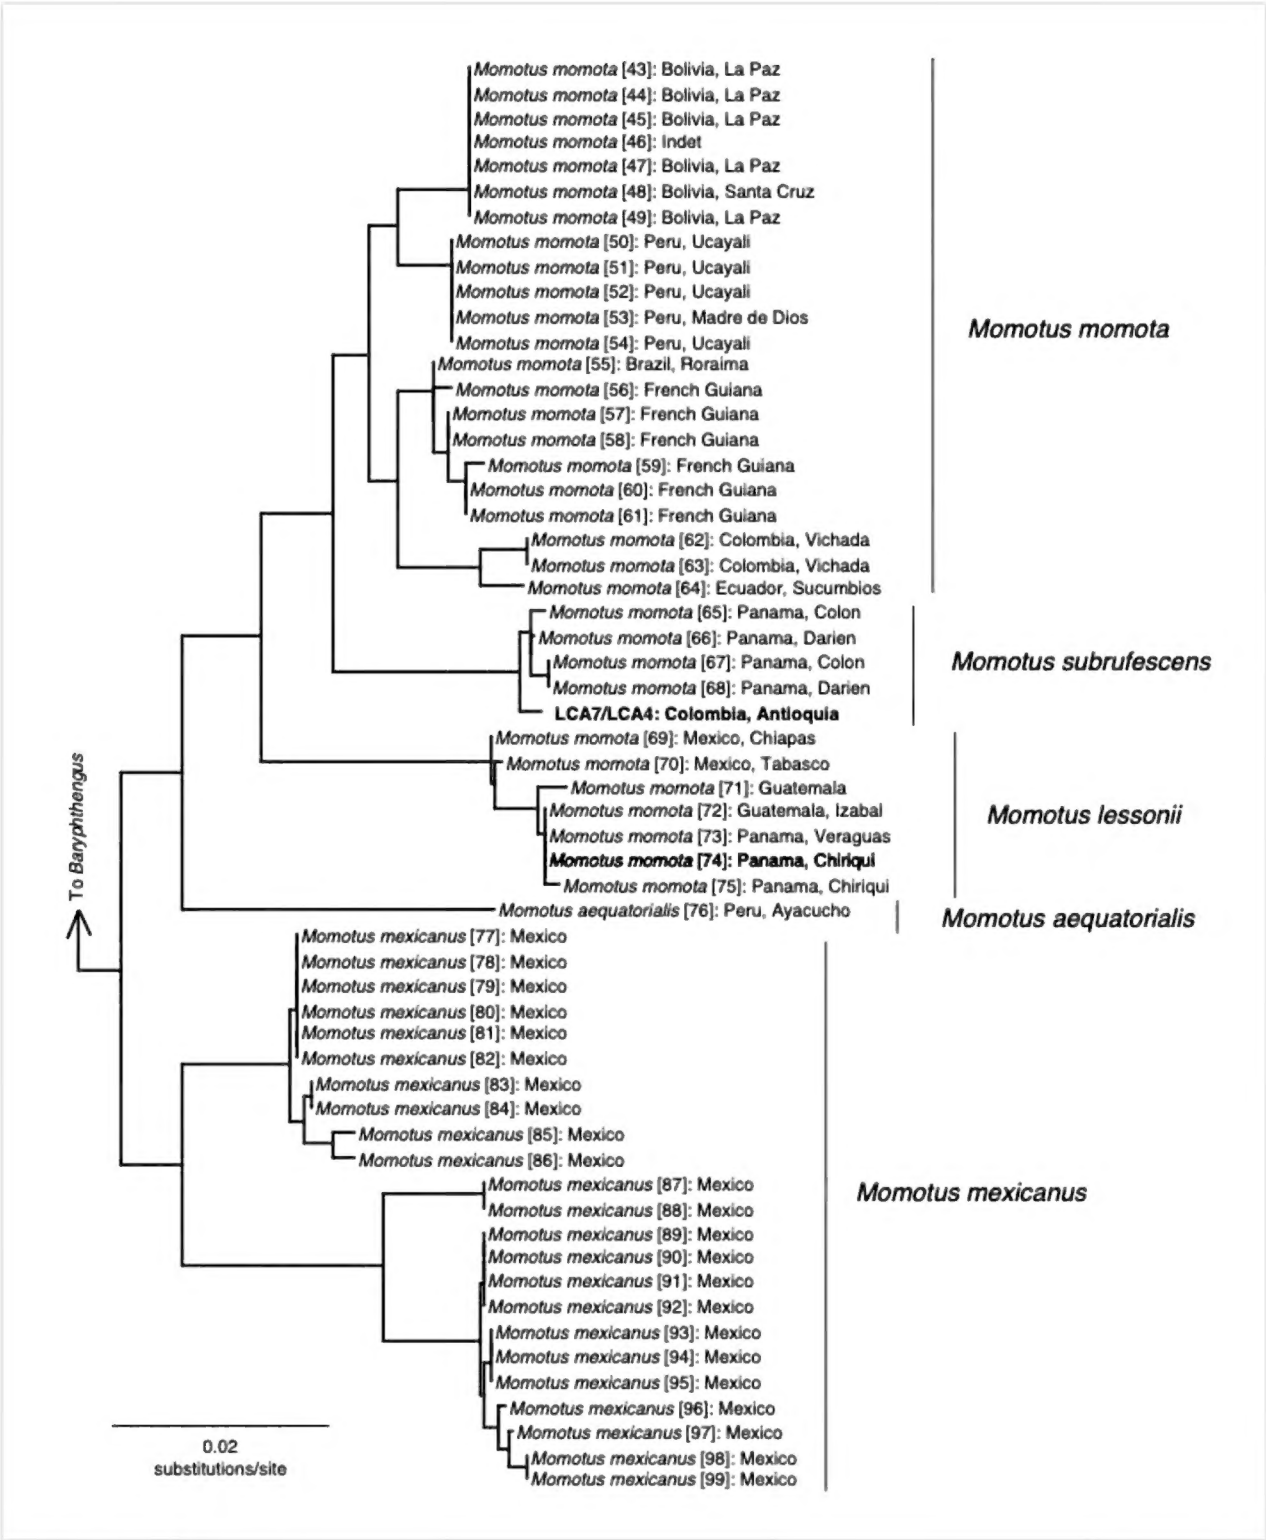 Momotus momota [43]: Bolivia, La Paz
Momotus momota [44]: Bolivia, La Paz
Momotus momota [45]: Bolivia, La Paz
Momotus momota [46]: Indet
Momotus momota [47]: Bolivia, La Paz
Momotus momota [48]: Bolivia, Santa Cruz
Momotus momota [49]: Bolivia, La Paz
Momotus momota [50]: Peru, Ucayali
Momotus momota [51]: Peru, Ucayali
Momotus momota [52]: Peru, Ucayali
Momotus momota [53]: Peru, Madre de Dios
Momotus momota [54]: Peru, Ucayali
Momotus momota [55]: Brazil, Roraima
Momotus momota [56]: French Guiana
Momotus momota [57]: French Guiana
Momotus momota [58]: French Guiana
Momotus momota [59]: French Guiana
Momotus momota [60]: French Guiana
Momotus momota [61]: French Guiana
Momotus momota [62]: Colombia, Vichada
Momotus momota [63]: Colombia, Vichada
Momotus momota [64]: Ecuador, Sucumbios
Momotus momota
Momotus momota [65]: Panama, Colon
Momotus momota [66]: Panama, Darien
Momotus momota [67]: Panama, Colon
Momotus momota [68]: Panama, Darien
LCA7/LCA4: Colombia, Antioquia
Momotus subrufescens
Momotus momota [69]: Mexico, Chiapas
Momotus momota [70]: Mexico, Tabasco
Momotus momota [71]: Guatemala
Momotus momota [72]: Guatemala, Izabal
Momotus momota [73]: Panama, Veraguas
Momotus momota [74]: Panama, Chiriqui
Momotus momota [75]: Panama, Chiriqui
Momotus lessonii
Momotus aequatorialis [76]: Peru, Ayacucho
Momotus aequatorialis
Momotus mexicanus [77]: Mexico
Momotus mexicanus [78]: Mexico
Momotus mexicanus [79]: Mexico
Momotus mexicanus [80]: Mexico
Momotus mexicanus [81]: Mexico
Momotus mexicanus [82]: Mexico
Momotus mexicanus [83]: Mexico
Momotus mexicanus [84]: Mexico
Momotus mexicanus [85]: Mexico
Momotus mexicanus [86]: Mexico
Momotus mexicanus [87]: Mexico
Momotus mexicanus [88]: Mexico
Momotus mexicanus [89]: Mexico
Momotus mexicanus [90]: Mexico
Momotus mexicanus [91]: Mexico
Momotus mexicanus [92]: Mexico
Momotus mexicanus [93]: Mexico
Momotus mexicanus [94]: Mexico
Momotus mexicanus [95]: Mexico
Momotus mexicanus [96]: Mexico
Momotus mexicanus [97]: Mexico
Momotus mexicanus [98]: Mexico
Momotus mexicanus [99]: Mexico
Momotus mexicanus
To Baryphthengus
0.02
substitutions/site